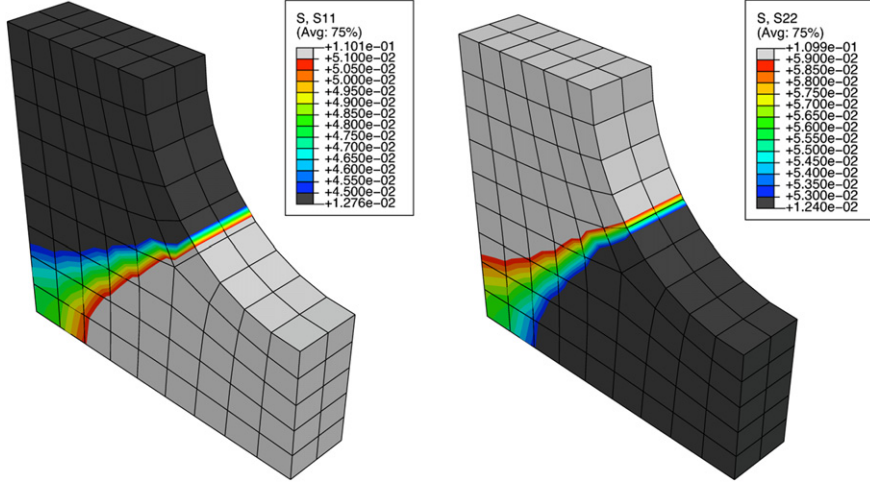 S, S11
(Avg: 75%)
+1.101e−01
+5.100e−02
+5.050e−02
+5.000e−02
+4.950e−02
+4.900e−02
+4.850e−02
+4.800e−02
+4.750e−02
+4.700e−02
+4.650e−02
+4.600e−02
+4.550e−02
+4.500e−02
+1.276e−02
S, S22
(Avg: 75%)
+1.099e−01
+5.900e−02
+5.850e−02
+5.800e−02
+5.750e−02
+5.700e−02
+5.650e−02
+5.600e−02
+5.550e−02
+5.500e−02
+5.450e−02
+5.400e−02
+5.350e−02
+5.300e−02
+1.240e−02